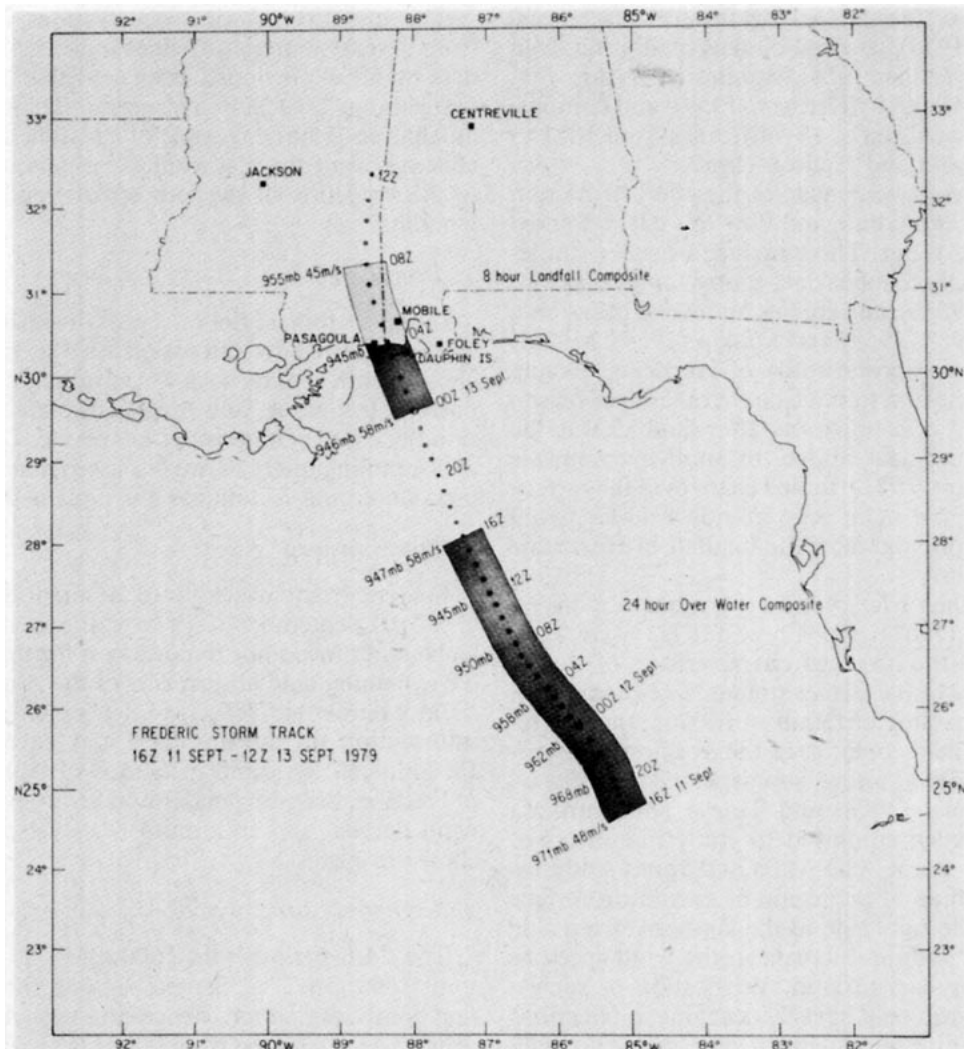 92° 91° 90°W 89° 88° 87° 86° 85°W 84° 83° 82°
33° 33°
32° 32°
31° 31°
N30° 30°N
29° 29°
28° 28°
27° 27°
26° 26°
N25° 25°N
24° 24°
23° 23°
CENTREVILLE
JACKSON
12Z
08Z
955mb 45m/s
8 hour Landfall Composite
MOBILE
04Z
PASAGOULA
FOLEY
945mb
DAUPHIN IS.
00Z 13 Sept
946mb 58m/s
20Z
16Z
947mb 58m/s
12Z
24 hour Over Water Composite
945mb
08Z
950mb
04Z
00Z 12 Sept
958mb
962mb
20Z
968mb
16Z 11 Sept
971mb 48m/s
FREDERIC STORM TRACK
16Z 11 SEPT. -12Z 13 SEPT. 1979
92° 91° 90°W 89° 88° 87° 86° 85°W 84° 83° 82°